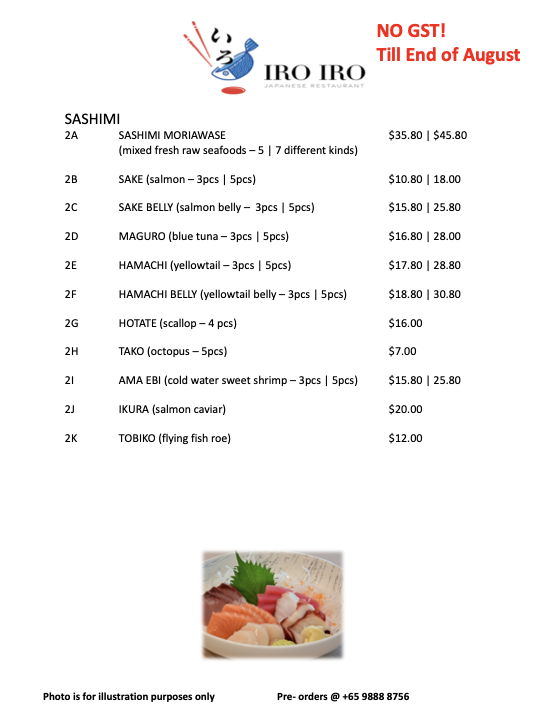 NO GST!
Till End of August
いろ
IRO IRO
JAPANESE RESTAURANT
SASHIMI
2A SASHIMI MORIAWASE $35.80 | $45.80
(mixed fresh raw seafoods – 5 | 7 different kinds)
2B SAKE (salmon – 3pcs | 5pcs) $10.80 | 18.00
2C SAKE BELLY (salmon belly – 3pcs | 5pcs) $15.80 | 25.80
2D MAGURO (blue tuna – 3pcs | 5pcs) $16.80 | 28.00
2E HAMACHI (yellowtail – 3pcs | 5pcs) $17.80 | 28.80
2F HAMACHI BELLY (yellowtail belly – 3pcs | 5pcs) $18.80 | 30.80
2G HOTATE (scallop – 4 pcs) $16.00
2H TAKO (octopus – 5pcs) $7.00
2I AMA EBI (cold water sweet shrimp – 3pcs | 5pcs) $15.80 | 25.80
2J IKURA (salmon caviar) $20.00
2K TOBIKO (flying fish roe) $12.00
Photo is for illustration purposes only Pre- orders @ +65 9888 8756